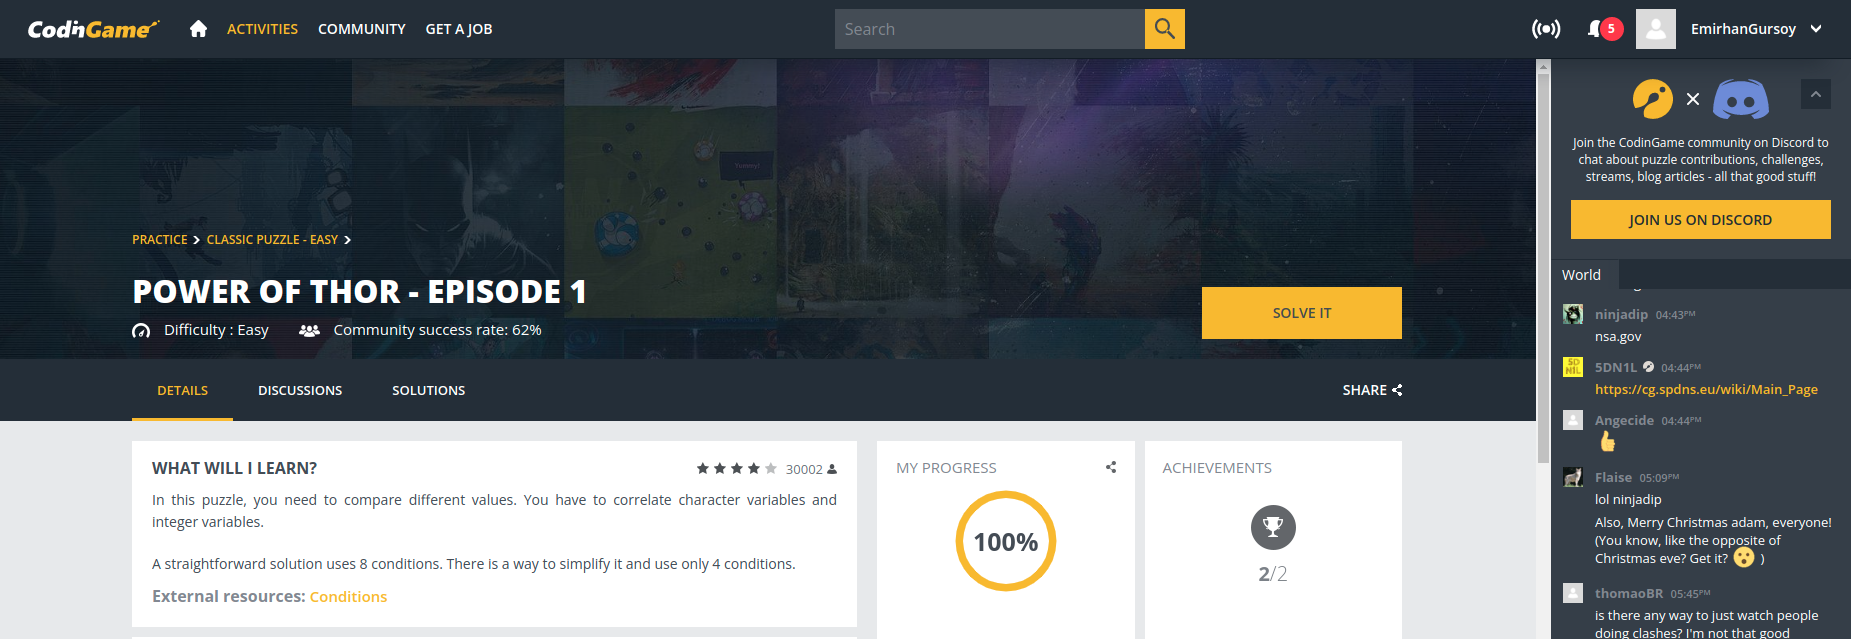 CodinGame
ACTIVITIES
COMMUNITY
GET A JOB
Search
5
EmirhanGursoy
Yummy!
PRACTICE
CLASSIC PUZZLE - EASY
POWER OF THOR - EPISODE 1
Difficulty : Easy
Community success rate: 62%
SOLVE IT
DETAILS
DISCUSSIONS
SOLUTIONS
SHARE
WHAT WILL I LEARN?
30002
In this puzzle, you need to compare different values. You have to correlate character variables and
integer variables.
A straightforward solution uses 8 conditions. There is a way to simplify it and use only 4 conditions.
External resources: Conditions
MY PROGRESS
100%
ACHIEVEMENTS
2/2
Join the CodinGame community on Discord to
chat about puzzle contributions, challenges,
streams, blog articles - all that good stuff!
JOIN US ON DISCORD
World
ninjadip 04:43PM
nsa.gov
5DN1L 04:44PM
https://cg.spdns.eu/wiki/Main_Page
Angecide 04:44PM
👍
Flaise 05:09PM
lol ninjadip
Also, Merry Christmas adam, everyone!
(You know, like the opposite of
Christmas eve? Get it? 😮 )
thomaoBR 05:45PM
is there any way to just watch people
doing clashes? I'm not that good